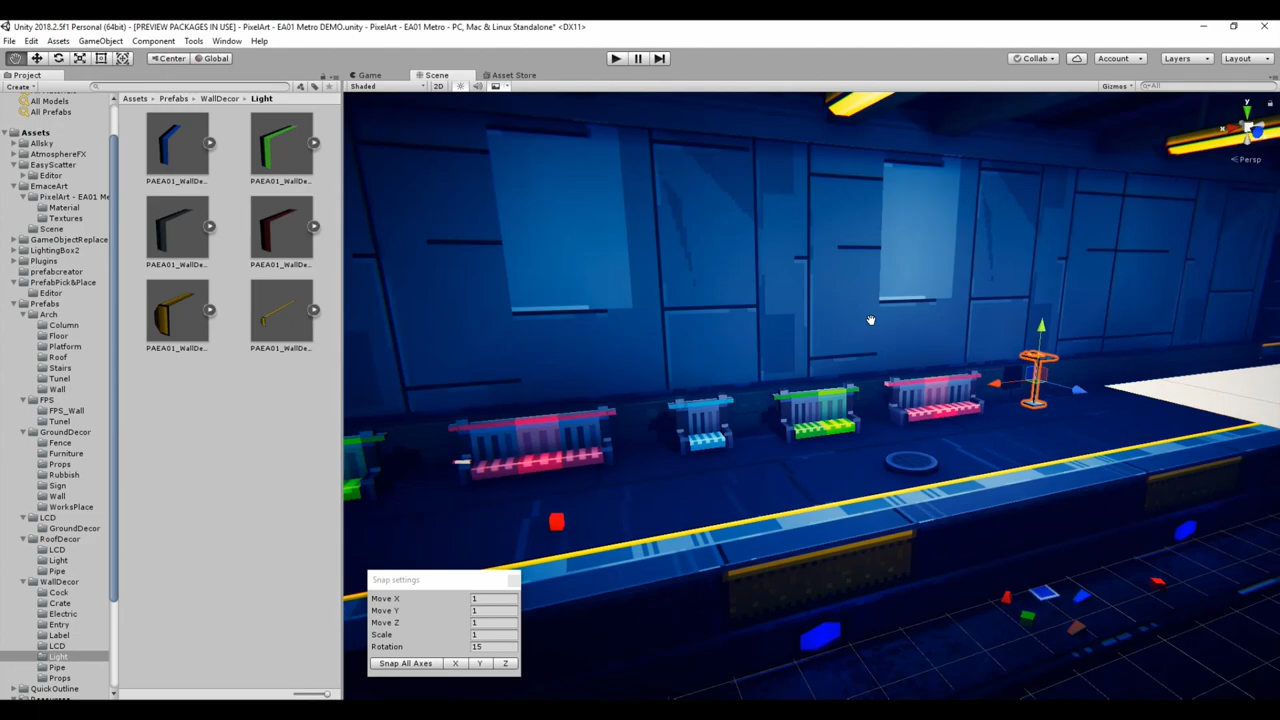 Unity 2018.2.5f1 Personal (64bit) - [PREVIEW PACKAGES IN USE] - PixelArt - EA01 Metro DEMO.unity - PixelArt - EA01 Metro - PC, Mac & Linux Standalone* <DX11>
File Edit Assets GameObject Component Tools Window Help
Center Global Collab Account Layers Layout
Project Game Scene Asset Store
Create Shaded 2D Gizmos All
All Models
All Prefabs
Assets
Allsky
AtmosphereFX
EasyScatter
Editor
EmaceArt
PixelArt - EA01 Me
Material
Textures
Scene
GameObjectReplace
LightingBox2
Plugins
prefabcreator
PrefabPick&Place
Editor
Prefabs
Arch
Column
Floor
Platform
Roof
Stairs
Tunel
Wall
FPS
FPS_Wall
Tunel
GroundDecor
Fence
Furniture
Props
Rubbish
Sign
Wall
WorksPlace
LCD
GroundDecor
RoofDecor
LCD
Light
Pipe
WallDecor
Cock
Crate
Electric
Entry
Label
LCD
Light
Pipe
Props
QuickOutline
Assets Prefabs WallDecor Light
PAEA01_WallDe... PAEA01_WallDe...
PAEA01_WallDe... PAEA01_WallDe...
PAEA01_WallDe... PAEA01_WallDe...
y
x
Persp
Snap settings
Move X 1
Move Y 1
Move Z 1
Scale 1
Rotation 15
Snap All Axes X Y Z